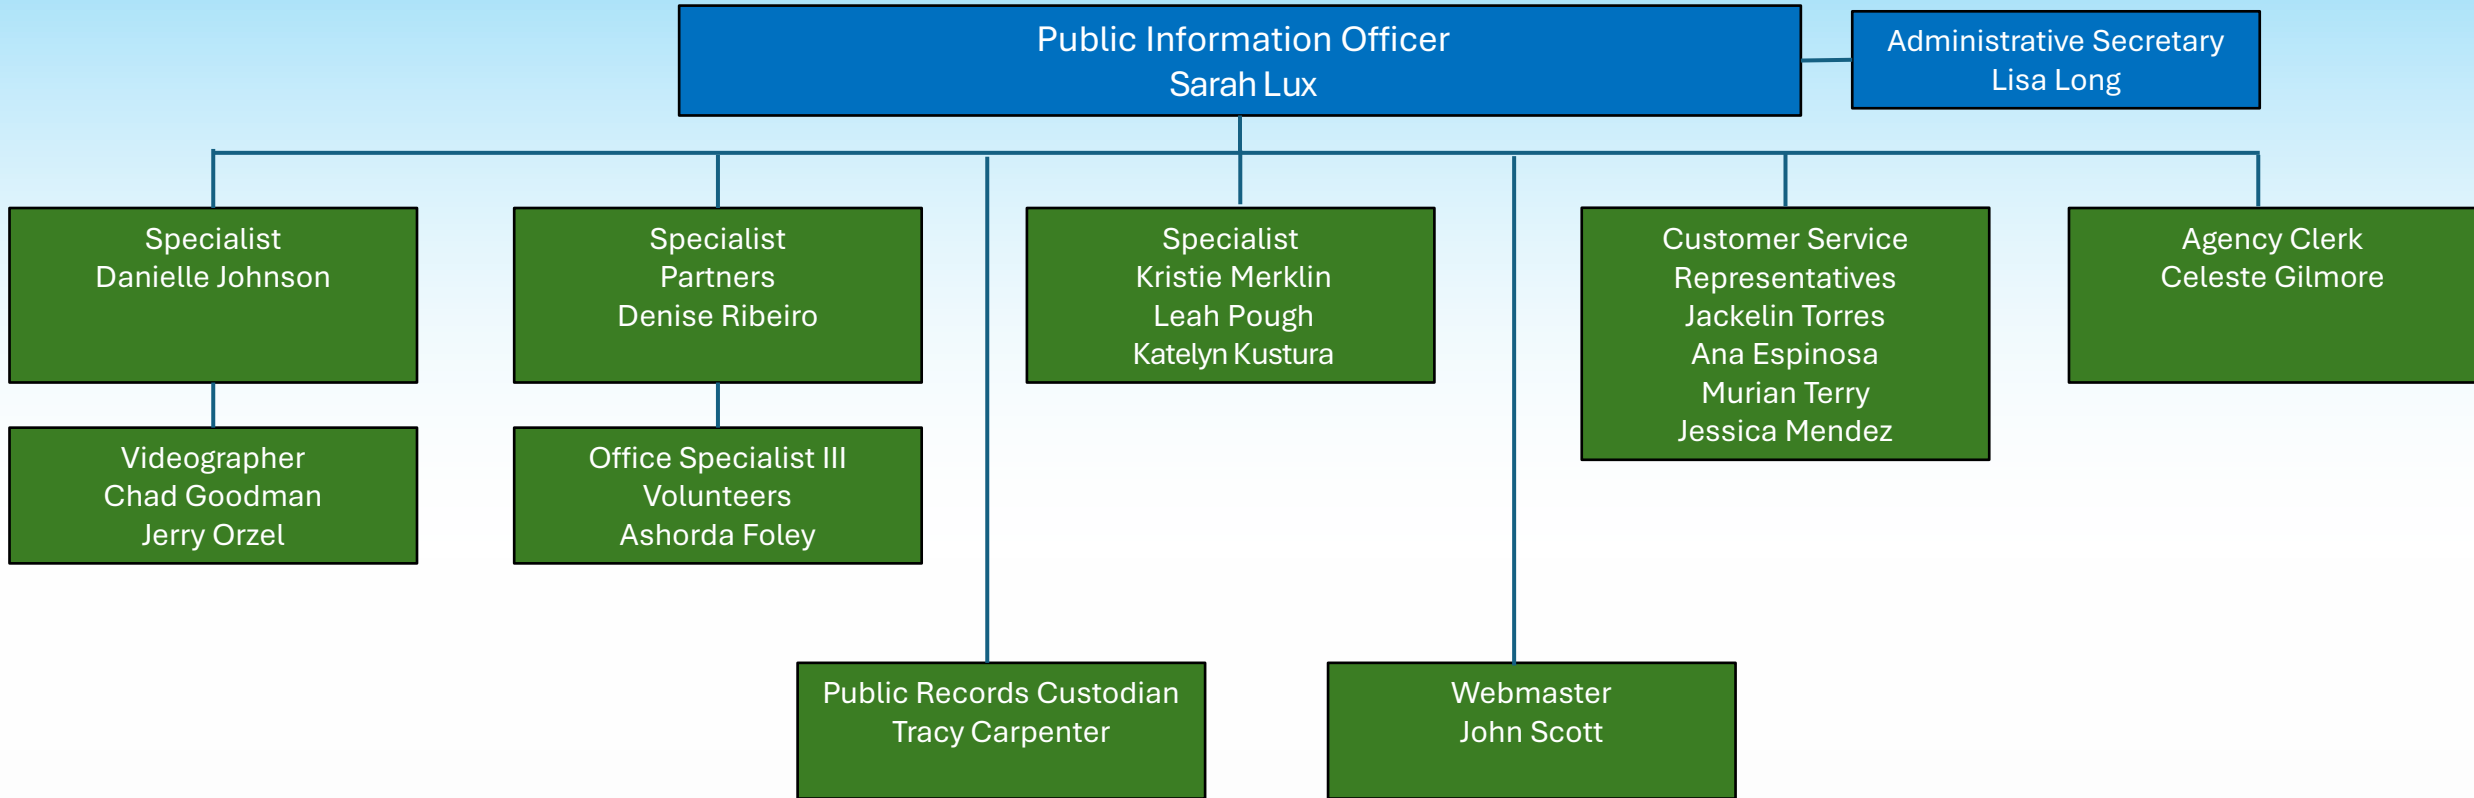 Public Information Officer
Sarah Lux
Administrative Secretary
Lisa Long
Specialist
Danielle Johnson
Specialist
Partners
Denise Ribeiro
Specialist
Kristie Merklin
Leah Pough
Katelyn Kustura
Customer Service
Representatives
Jackelin Torres
Ana Espinosa
Murian Terry
Jessica Mendez
Agency Clerk
Celeste Gilmore
Videographer
Chad Goodman
Jerry Orzel
Office Specialist III
Volunteers
Ashorda Foley
Public Records Custodian
Tracy Carpenter
Webmaster
John Scott